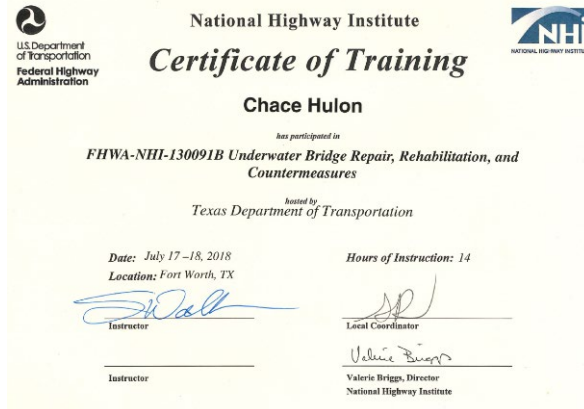 U.S. Department
of Transportation
Federal Highway
Administration
National Highway Institute
NHI
NATIONAL HIGHWAY INSTITUTE
Certificate of Training
Chace Hulon
has participated in
FHWA-NHI-130091B Underwater Bridge Repair, Rehabilitation, and
Countermeasures
hosted by
Texas Department of Transportation
Date: July 17 –18, 2018
Hours of Instruction: 14
Location: Fort Worth, TX
Instructor
Local Coordinator
Valerie Briggs
Instructor
Valerie Briggs, Director
National Highway Institute